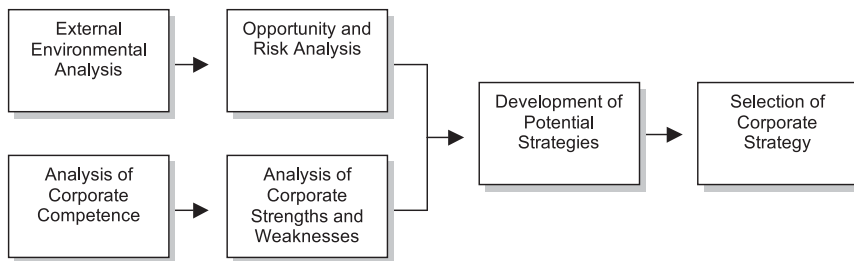 External
Environmental
Analysis
Opportunity and
Risk Analysis
Development of
Potential
Strategies
Selection of
Corporate
Strategy
Analysis of
Corporate
Competence
Analysis of
Corporate
Strengths and
Weaknesses